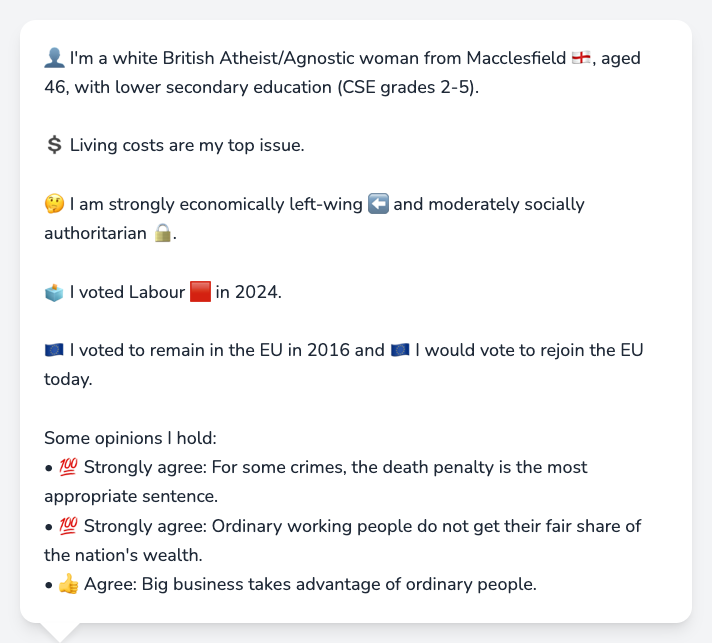 👤 I'm a white British Atheist/Agnostic woman from Macclesfield 🏴󠁧󠁢󠁥󠁮󠁧󠁿, aged
46, with lower secondary education (CSE grades 2-5).
💲 Living costs are my top issue.
🤔 I am strongly economically left-wing ⬅️ and moderately socially
authoritarian 🔒.
🗳️ I voted Labour 🟥 in 2024.
🇪🇺 I voted to remain in the EU in 2016 and 🇪🇺 I would vote to rejoin the EU
today.
Some opinions I hold:
• 💯 Strongly agree: For some crimes, the death penalty is the most
appropriate sentence.
• 💯 Strongly agree: Ordinary working people do not get their fair share of
the nation's wealth.
• 👍 Agree: Big business takes advantage of ordinary people.